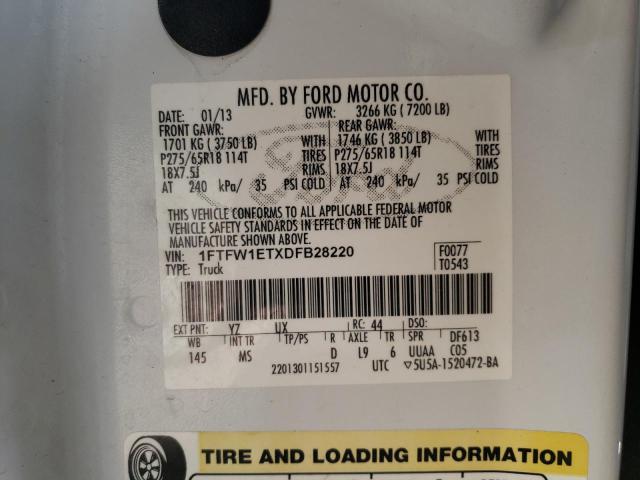 MFD. BY FORD MOTOR CO.
DATE: 01/13 GVWR: 3266 KG ( 7200 LB)
FRONT GAWR: REAR GAWR:
1701 KG ( 3750 LB) WITH 1746 KG ( 3850 LB) WITH
P275/65R18 114T TIRES P275/65R18 114T TIRES
18X7.5J RIMS 18X7.5J RIMS
AT 240 kPa/ 35 PSI COLD AT 240 kPa/ 35 PSI COLD
THIS VEHICLE CONFORMS TO ALL APPLICABLE FEDERAL MOTOR
VEHICLE SAFETY STANDARDS IN EFFECT ON THE DATE OF
MANUFACTURE SHOWN ABOVE.
VIN: 1FTFW1ETXDFB28220 F0077
TYPE: Truck T0543
EXT PNT: YZ UX RC: 44 DSO:
WB INT TR TP/PS R AXLE TR SPR DF613
145 MS D L9 6 UUAA C05
2201301151557 UTC ▽5U5A-1520472-BA
TIRE AND LOADING INFORMATION